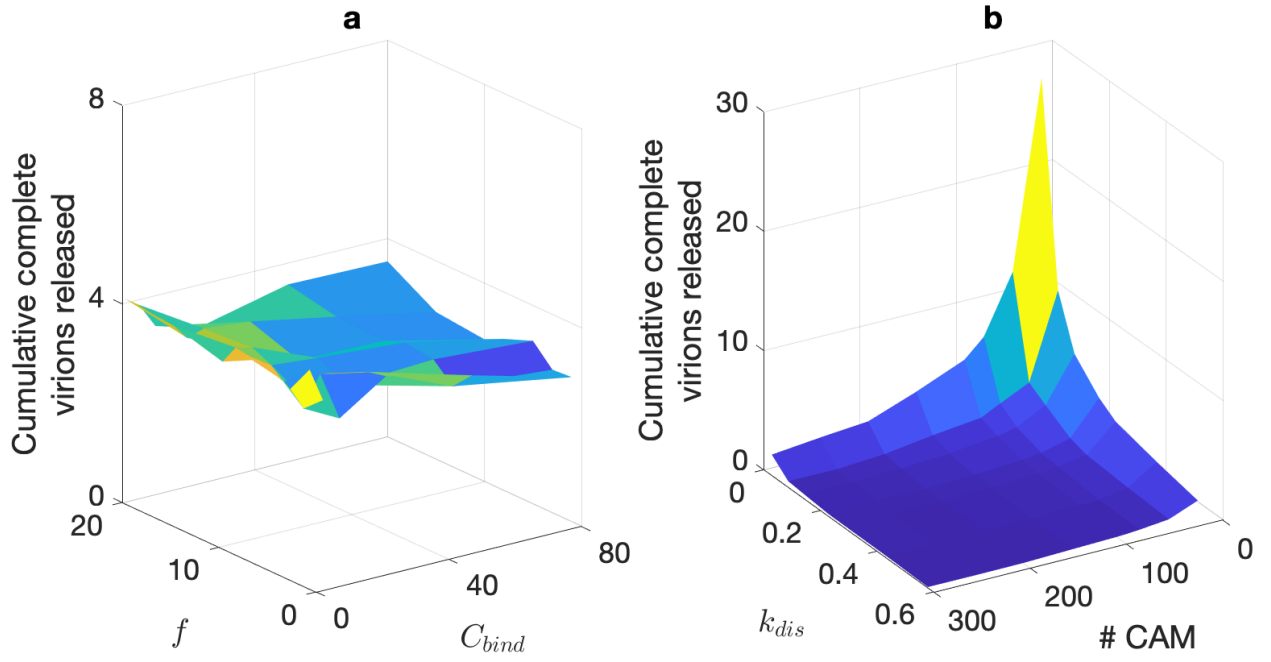 a
Cumulative complete
virions released
8
4
0
20
10
0
f
0
40
80
C_bind
b
Cumulative complete
virions released
30
20
10
0
0
0.2
0.4
0.6
k_dis
300
200
100
0
# CAM